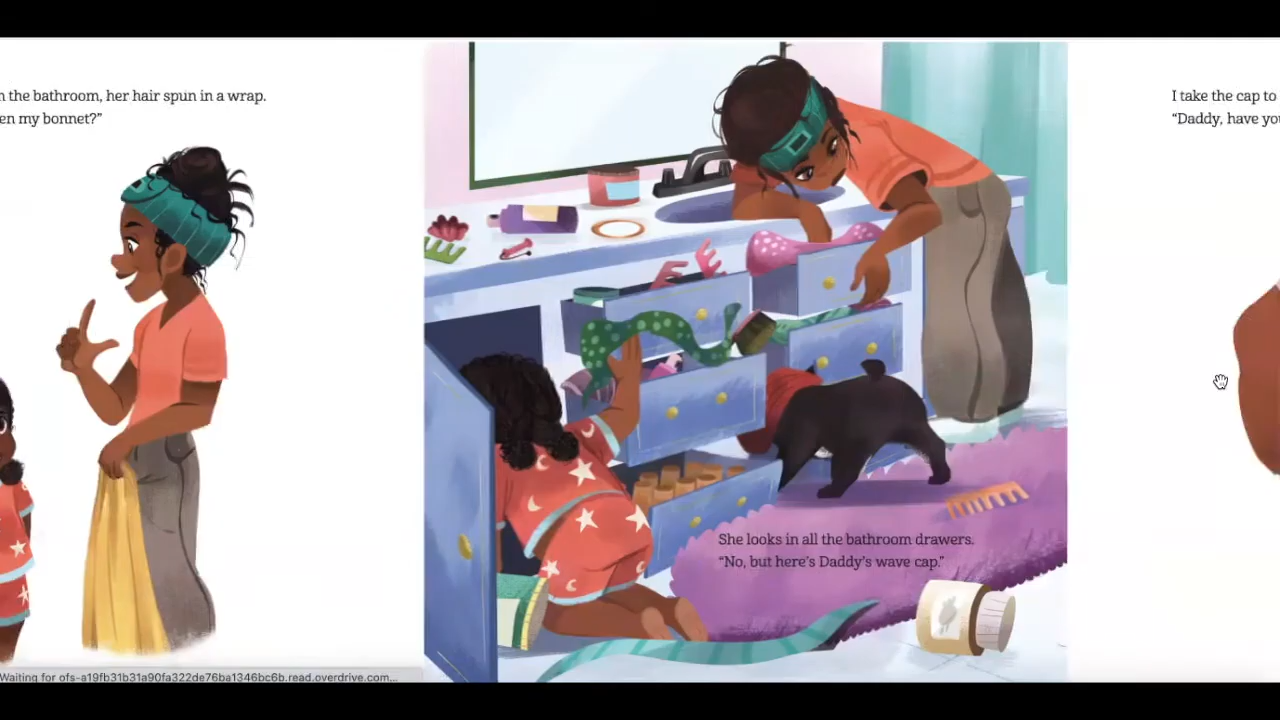 n the bathroom, her hair spun in a wrap.
en my bonnet?”
She looks in all the bathroom drawers.
“No, but here’s Daddy’s wave cap.”
I take the cap to
“Daddy, have you
Waiting for ofs-a19fb31b31a90fa322de76ba1346bc6b.read.overdrive.com...